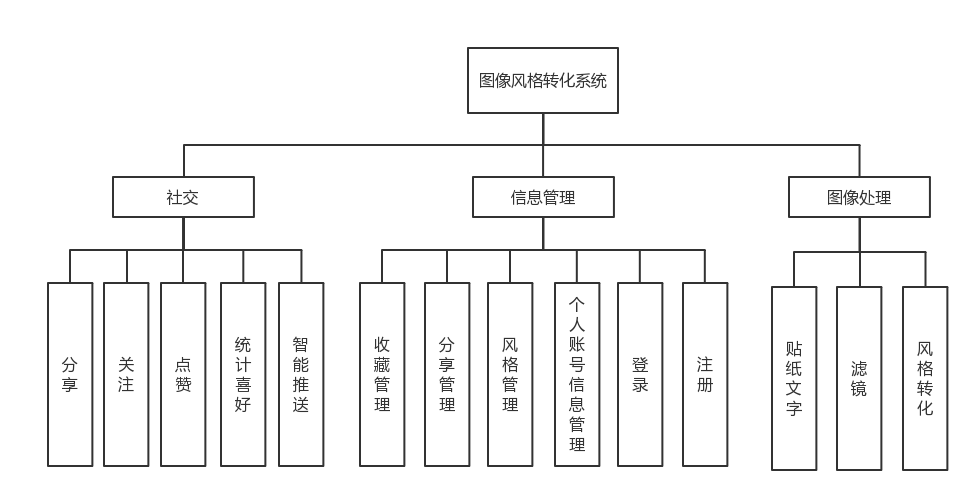 图像风格转化系统
社交
信息管理
图像处理
分享
关注
点赞
统计喜好
智能推送
收藏管理
分享管理
风格管理
个人账号信息管理
登录
注册
贴纸文字
滤镜
风格转化